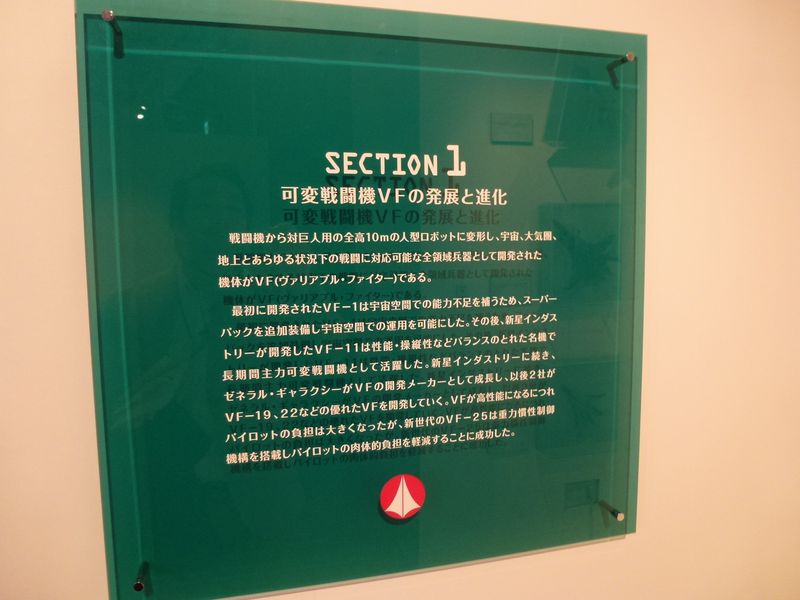 SECTION 1
可変戦闘機VFの発展と進化
戦闘機から対巨人用の全高10mの人型ロボットに変形し、宇宙、大気圏、
地上とあらゆる状況下の戦闘に対応可能な全領域兵器として開発された
機体がVF(ヴァリアブル・ファイター)である。
最初に開発されたVF-1は宇宙空間での能力不足を補うため、スーパー
パックを追加装備し宇宙空間での運用を可能にした。その後、新星インダス
トリーが開発したVF-11は性能・操縦性などバランスのとれた名機で
長期間主力可変戦闘機として活躍した。新星インダストリーに続き、
ゼネラル・ギャラクシーがVFの開発メーカーとして成長し、以後2社が
VF-19、22などの優れたVFを開発していく。VFが高性能になるにつれ
パイロットの負担は大きくなったが、新世代のVF-25は重力慣性制御
機構を搭載しパイロットの肉体的負担を軽減することに成功した。